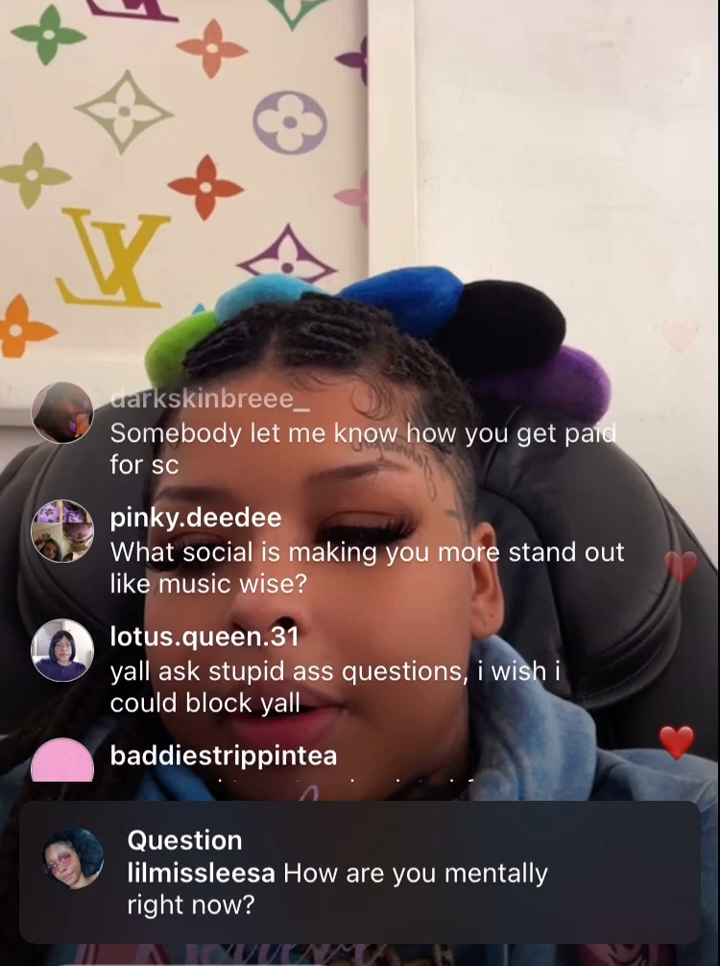 darkskinbreee_
Somebody let me know how you get paid
for sc
pinky.deedee
What social is making you more stand out
like music wise?
lotus.queen.31
yall ask stupid ass questions, i wish i
could block yall
baddiestrippintea
Question
lilmissleesa How are you mentally
right now?